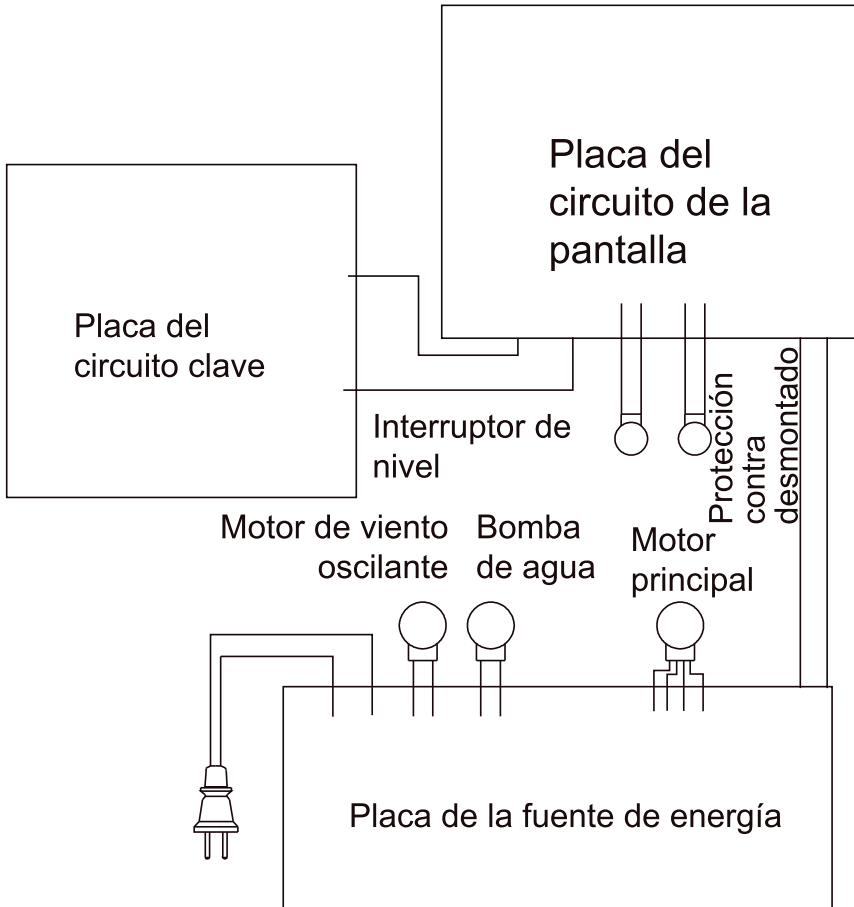 Placa del
circuito de la
pantalla
Placa del
circuito clave
Interruptor de
nivel
Protección
contra
desmontado
Motor de viento
oscilante
Bomba
de agua
Motor
principal
Placa de la fuente de energía